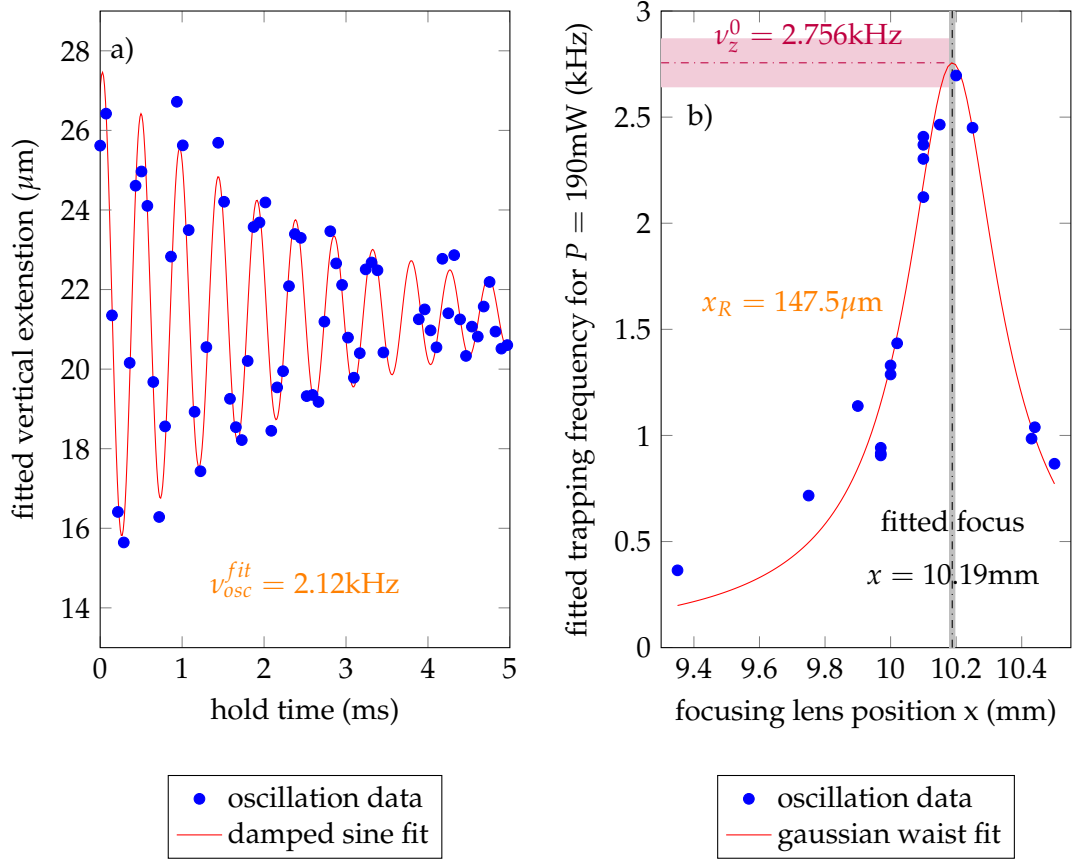 a)
28
26
24
22
20
18
16
14
fitted vertical extenstion (μm)
ν_osc^fit = 2.12kHz
0 1 2 3 4 5
hold time (ms)
oscillation data
damped sine fit
ν_z^0 = 2.756kHz
b)
3
2.5
2
1.5
1
0.5
0
fitted trapping frequency for P = 190mW (kHz)
x_R = 147.5μm
fitted focus
x = 10.19mm
9.4 9.6 9.8 10 10.2 10.4
focusing lens position x (mm)
oscillation data
gaussian waist fit